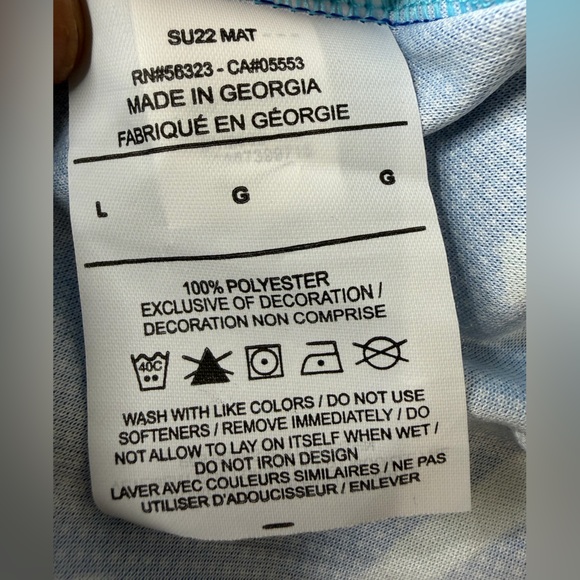 SU22 MAT
RN#56323 - CA#05553
MADE IN GEORGIA
FABRIQUÉ EN GÉORGIE
L G G
100% POLYESTER
EXCLUSIVE OF DECORATION /
DECORATION NON COMPRISE
40C
WASH WITH LIKE COLORS / DO NOT USE
SOFTENERS / REMOVE IMMEDIATELY / DO
NOT ALLOW TO LAY ON ITSELF WHEN WET /
DO NOT IRON DESIGN
LAVER AVEC COULEURS SIMILAIRES / NE PAS
UTILISER D'ADOUCISSEUR / ENLEVER